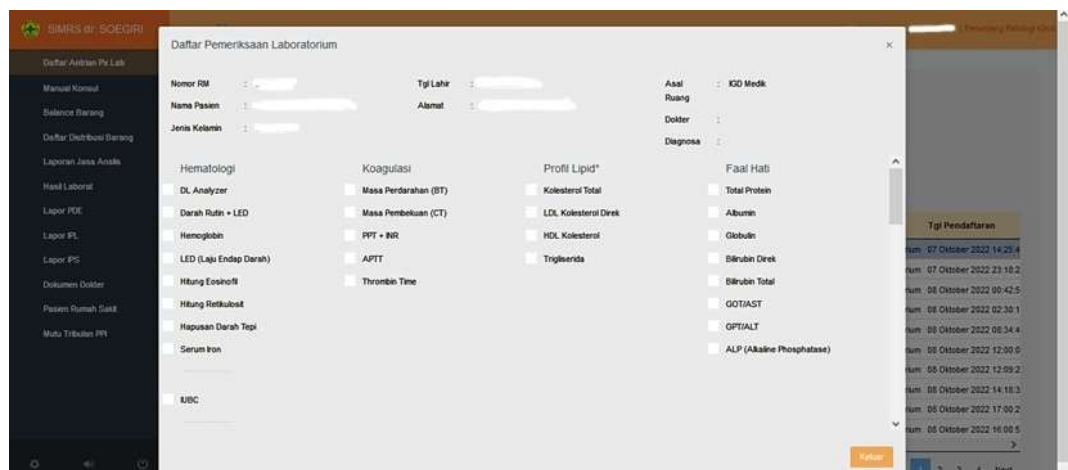 SIMRS dr. SOEGIRI
Daftar Antrian Px Lab
Manual Konsul
Balance Barang
Daftar Distribusi Barang
Laporan Jasa Analis
Hasil Laborat
Lapor PDE
Lapor IPL
Lapor IPS
Dokumen Dokter
Pasien Rumah Sakit
Mutu Tribulan PPI
Daftar Pemeriksaan Laboratorium ×
Nomor RM : Tgl Lahir : Asal Ruang : IGD Medik
Nama Pasien : Alamat : Dokter :
Jenis Kelamin : Diagnosa :
Hematologi
DL Analyzer
Darah Rutin + LED
Hemoglobin
LED (Laju Endap Darah)
Hitung Eosinofil
Hitung Retikulosit
Hapusan Darah Tepi
Serum Iron
IUBC
Koagulasi
Masa Perdarahan (BT)
Masa Pembekuan (CT)
PPT + INR
APTT
Thrombin Time
Profil Lipid*
Kolesterol Total
LDL Kolesterol Direk
HDL Kolesterol
Trigliserida
Faal Hati
Total Protein
Albumin
Globulin
Bilirubin Direk
Bilirubin Total
GOT/AST
GPT/ALT
ALP (Alkaline Phosphatase)
Keluar
Tgl Pendaftaran
07 Oktober 2022 14:25:4
07 Oktober 2022 23:10:2
08 Oktober 2022 00:42:5
08 Oktober 2022 02:30:1
08 Oktober 2022 08:34:4
08 Oktober 2022 12:00:0
08 Oktober 2022 12:09:2
08 Oktober 2022 14:18:3
08 Oktober 2022 17:00:2
08 Oktober 2022 16:00:5
1 2 3 4 Next